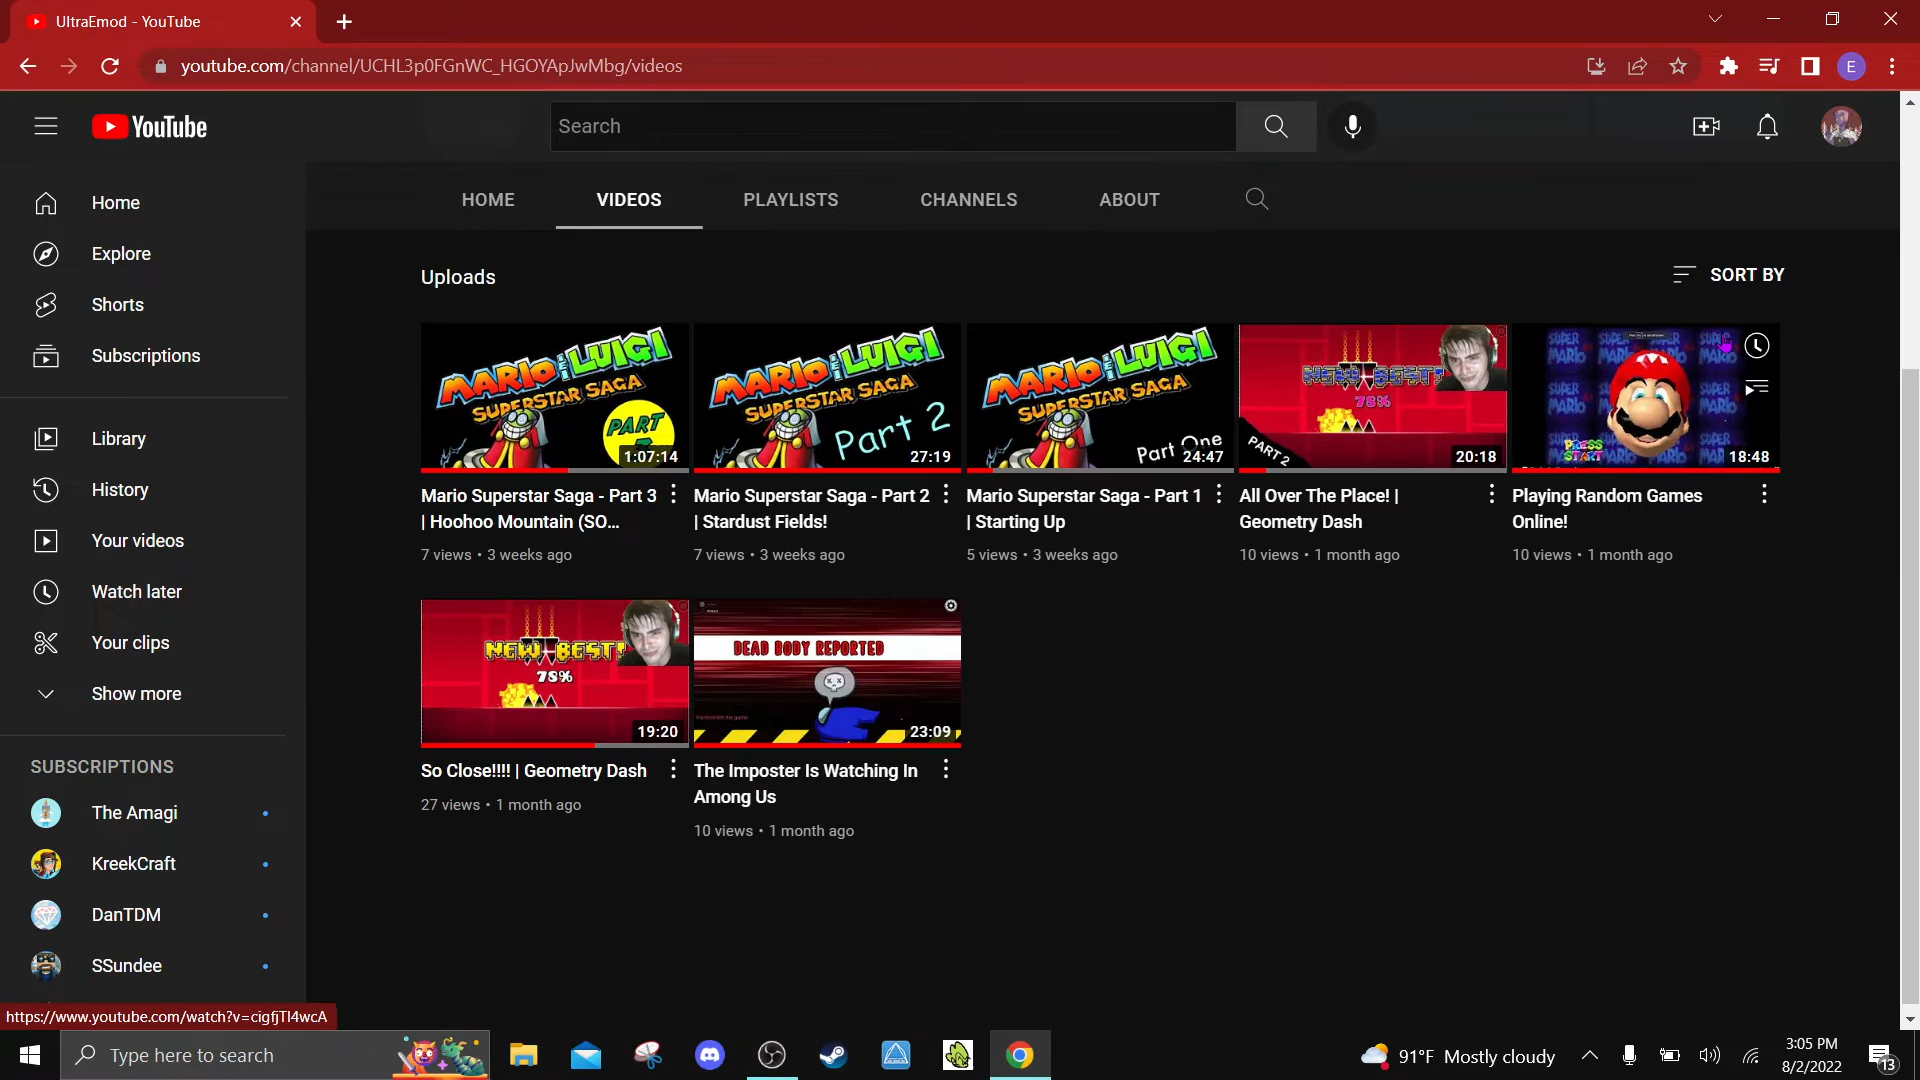 UltraEmod - YouTube
youtube.com/channel/UCHL3p0FGnWC_HGOYApJwMbg/videos
E
YouTube
Search
HOME
VIDEOS
PLAYLISTS
CHANNELS
ABOUT
Home
Explore
Shorts
Subscriptions
Library
History
Your videos
Watch later
Your clips
Show more
SUBSCRIPTIONS
The Amagi
KreekCraft
DanTDM
SSundee
Uploads
SORT BY
MARIO & LUIGI
SUPERSTAR SAGA
PART
1:07:14
Mario Superstar Saga - Part 3
| Hoohoo Mountain (SO...
7 views • 3 weeks ago
MARIO & LUIGI
SUPERSTAR SAGA
Part 2
27:19
Mario Superstar Saga - Part 2
| Stardust Fields!
7 views • 3 weeks ago
MARIO & LUIGI
SUPERSTAR SAGA
Part One
24:47
Mario Superstar Saga - Part 1
| Starting Up
5 views • 3 weeks ago
NEW BEST!
78%
PART 2
20:18
All Over The Place! |
Geometry Dash
10 views • 1 month ago
SUPER MARIO
PRESS
START
18:48
Playing Random Games
Online!
10 views • 1 month ago
NEW BEST!
78%
19:20
So Close!!!! | Geometry Dash
27 views • 1 month ago
DEAD BODY REPORTED
23:09
The Imposter Is Watching In
Among Us
10 views • 1 month ago
https://www.youtube.com/watch?v=cigfjTl4wcA
Type here to search
91°F Mostly cloudy
3:05 PM
8/2/2022
13